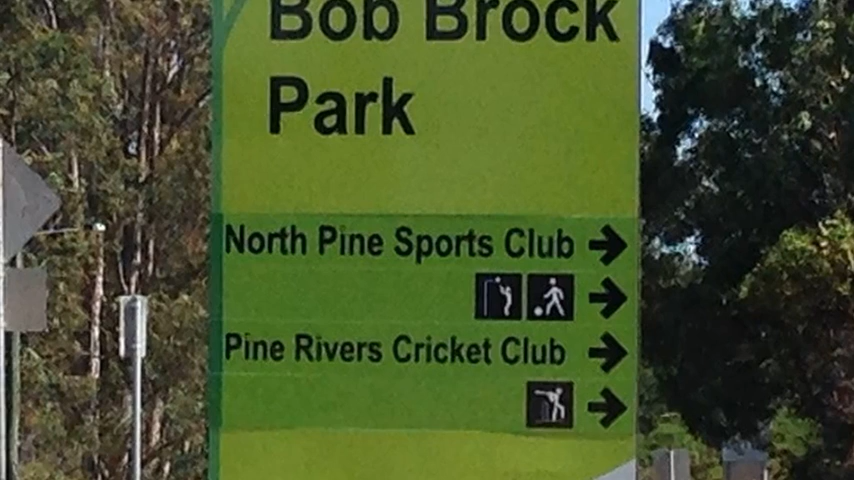 Bob Brock
Park
North Pine Sports Club
Pine Rivers Cricket Club